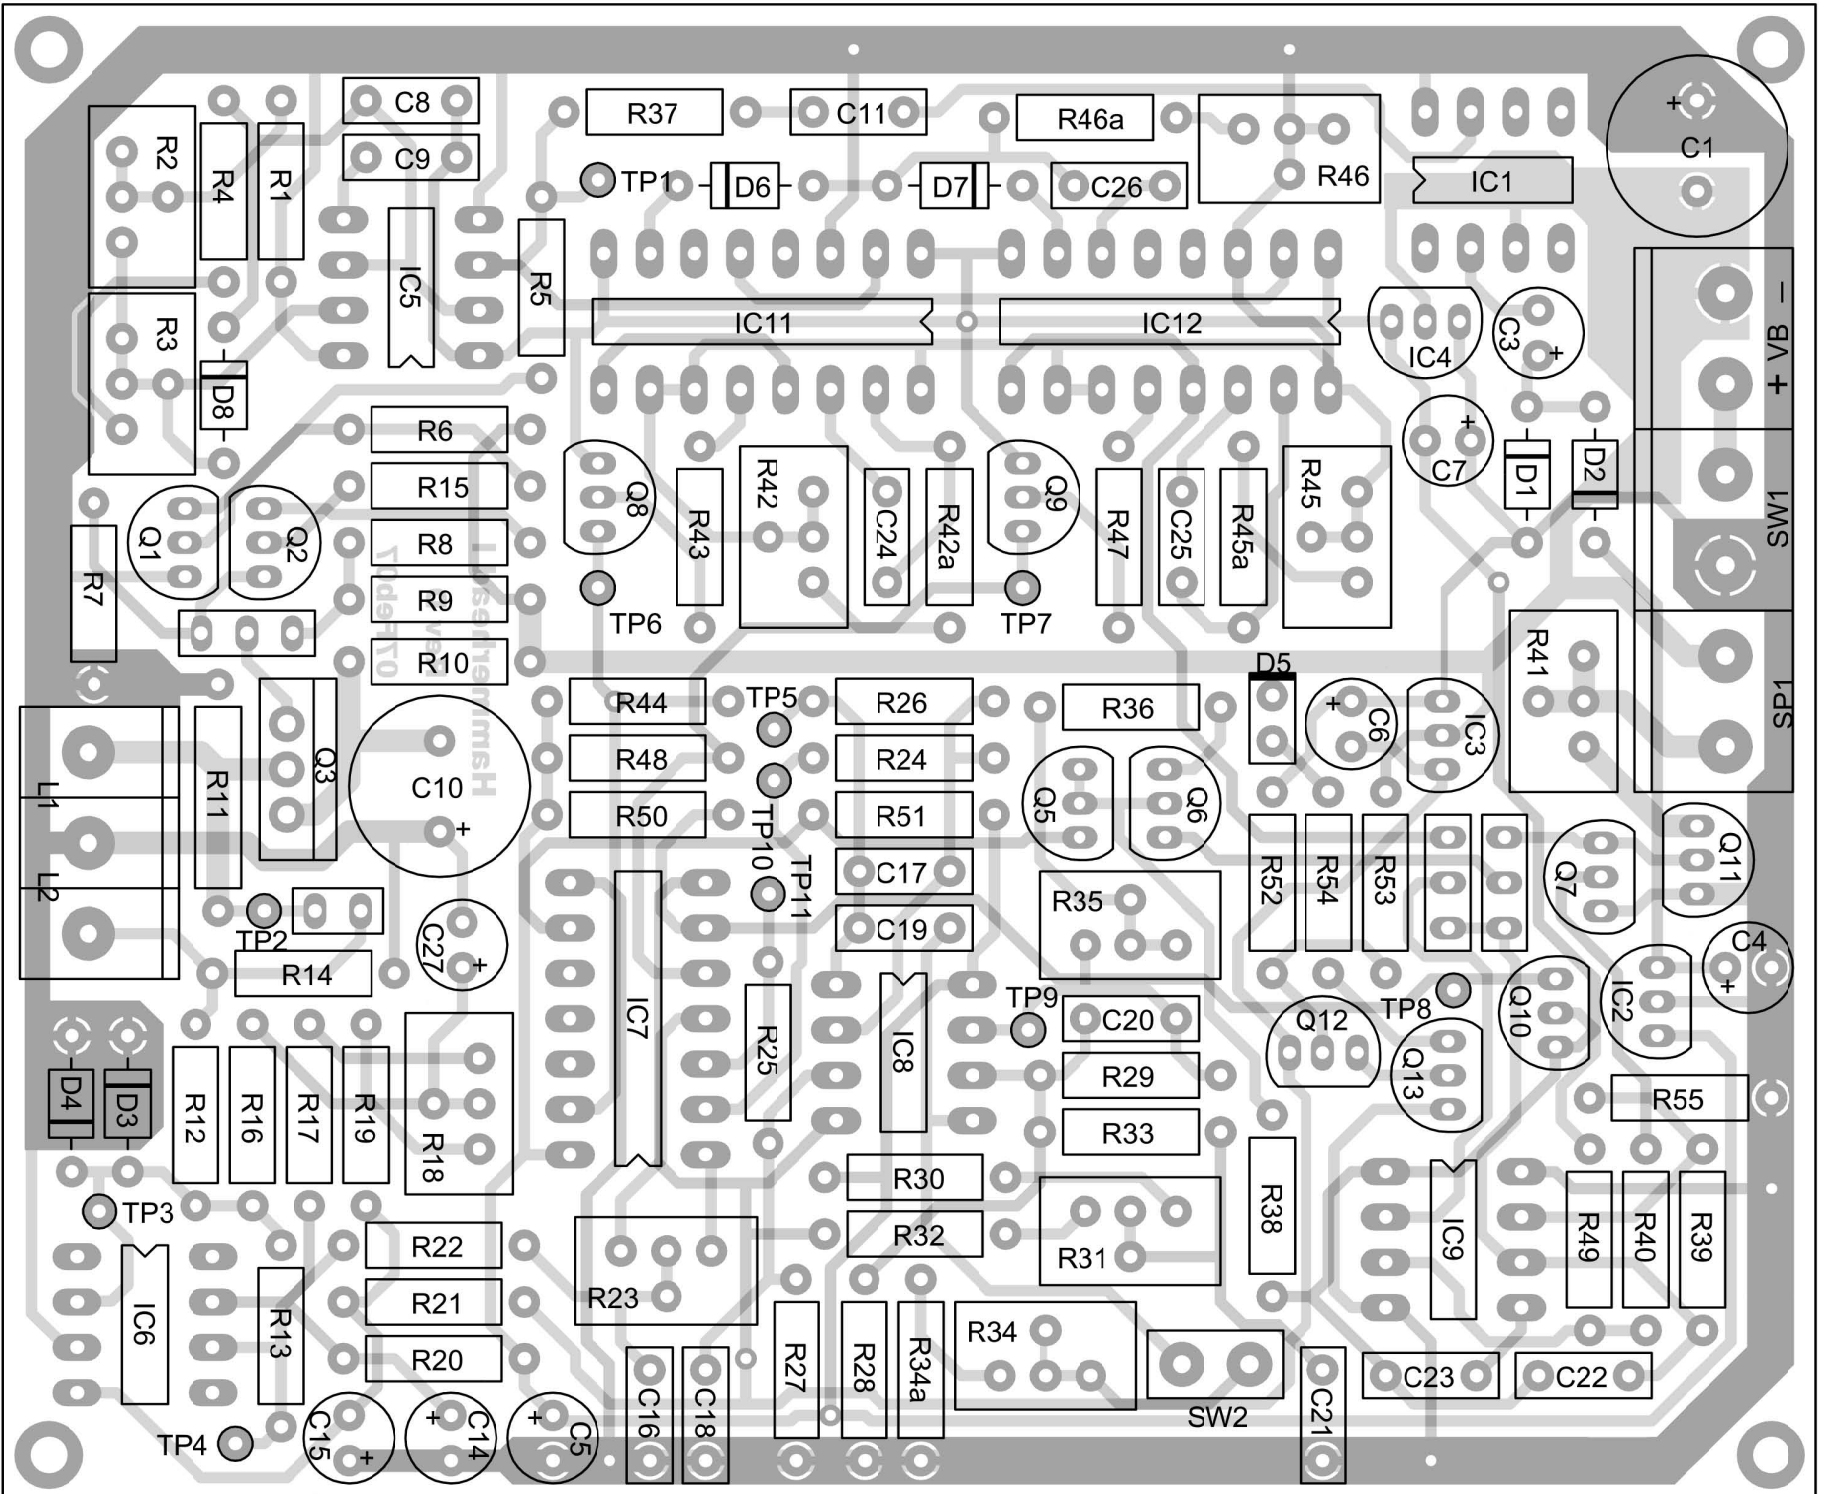 C8
R37
C11
R46a
+
C1
R2
R4
R1
C9
TP1
D6
D7
C26
R46
IC1
IC5
R5
IC11
IC12
IC4
C3
+
− VB +
R3
D8
R6
+
C7
D1
D2
R15
Q1
Q2
R8
Q8
R43
R42
C24
R42a
Q9
R47
C25
R45a
R45
SW1
R7
R9
TP6
TP7
R10
D5
R41
R44
TP5
R26
R36
+
C6
IC3
SP1
Q3
R48
R24
L1
R11
C10
+
R50
TP10
R51
Q5
Q6
C17
TP11
R35
R52
R54
R53
Q7
Q11
L2
TP2
C27
+
C19
C4
+
R14
TP9
TP8
Q10
IC2
IC7
R25
IC8
C20
Q12
Q13
D4
D3
R12
R16
R17
R19
R18
R29
R55
R33
TP3
R30
R38
IC9
R49
R40
R39
R22
R32
R31
IC6
R13
R21
R23
R20
R27
R28
R34a
R34
SW2
C23
C22
TP4
C15
+
+
C14
+
C5
C16
C18
C21